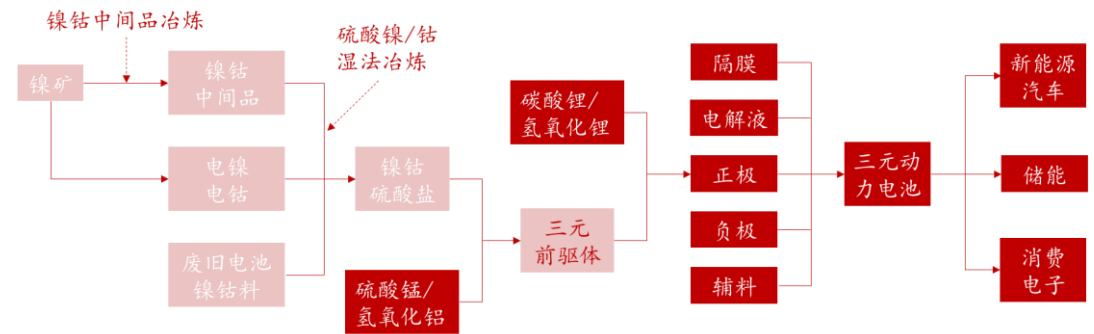 镍钴中间品冶炼
硫酸镍/钴
湿法冶炼
镍矿
镍钴
中间品
电镍
电钴
废旧电池
镍钴料
镍钴
硫酸盐
硫酸锰/
氢氧化铝
三元
前驱体
碳酸锂/
氢氧化锂
隔膜
电解液
正极
负极
辅料
三元动
力电池
新能源
汽车
储能
消费
电子